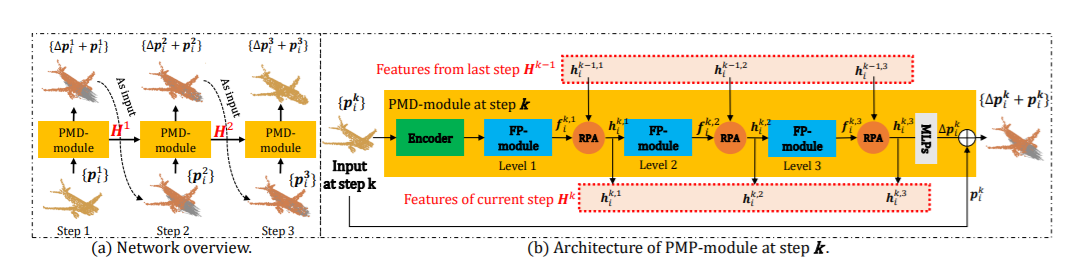 {Δp_i^1 + p_i^1} {Δp_i^2 + p_i^2} {Δp_i^3 + p_i^3}
As input As input
PMD-module H^1 PMD-module H^2 PMD-module
{p_i^1} {p_i^2} {p_i^3}
Step 1 Step 2 Step 3
(a) Network overview.
Features from last step H^{k-1} h_i^{k-1,1} h_i^{k-1,2} h_i^{k-1,3}
PMD-module at step k
{p_i^k} {Δp_i^k + p_i^k}
Encoder FP-module f_i^{k,1} RPA h_i^{k,1} FP-module f_i^{k,2} RPA h_i^{k,2} FP-module f_i^{k,3} RPA h_i^{k,3} MLPs Δp_i^k
Level 1 Level 2 Level 3
Input at step k
Features of current step H^k h_i^{k,1} h_i^{k,2} h_i^{k,3} p_i^k
(b) Architecture of PMP-module at step k.